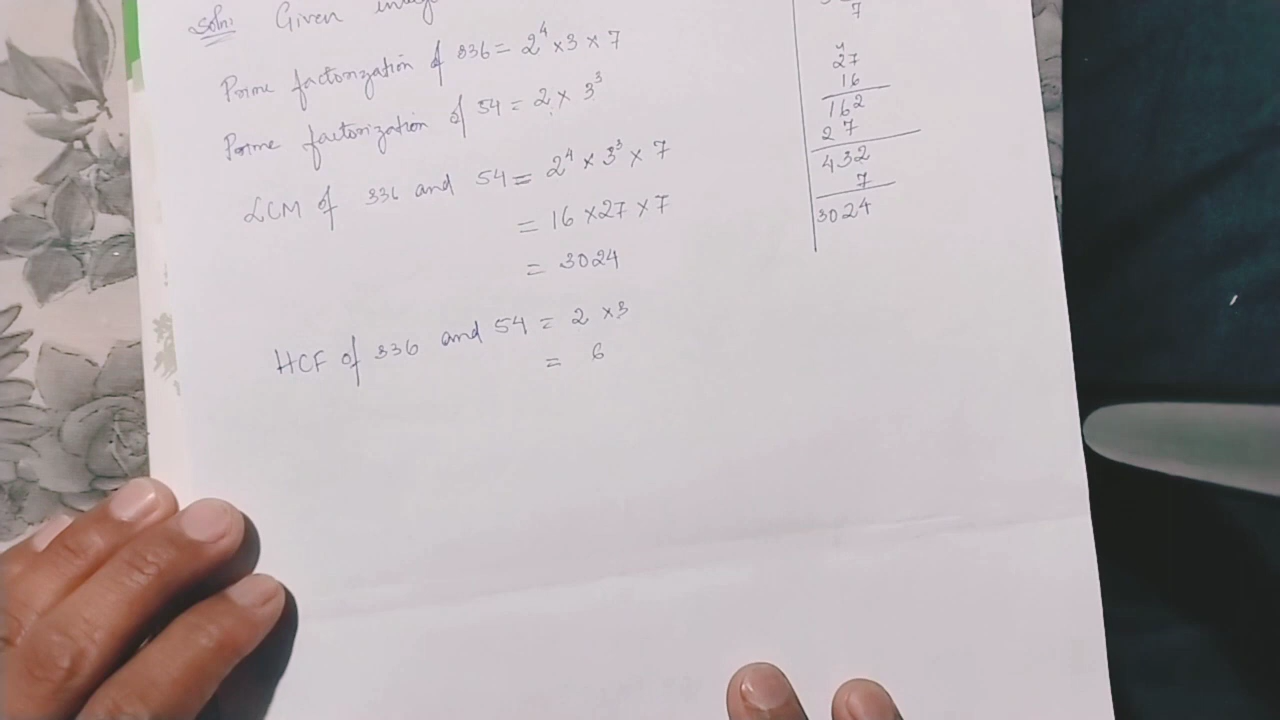 Soln: Given
Prime factorization of 336 = 2⁴ × 3 × 7
Prime factorization of 54 = 2 × 3³
LCM of 336 and 54 = 2⁴ × 3³ × 7
= 16 × 27 × 7
= 3024
HCF of 336 and 54 = 2 × 3
= 6
7
4
27
16
162
27
432
7
3024